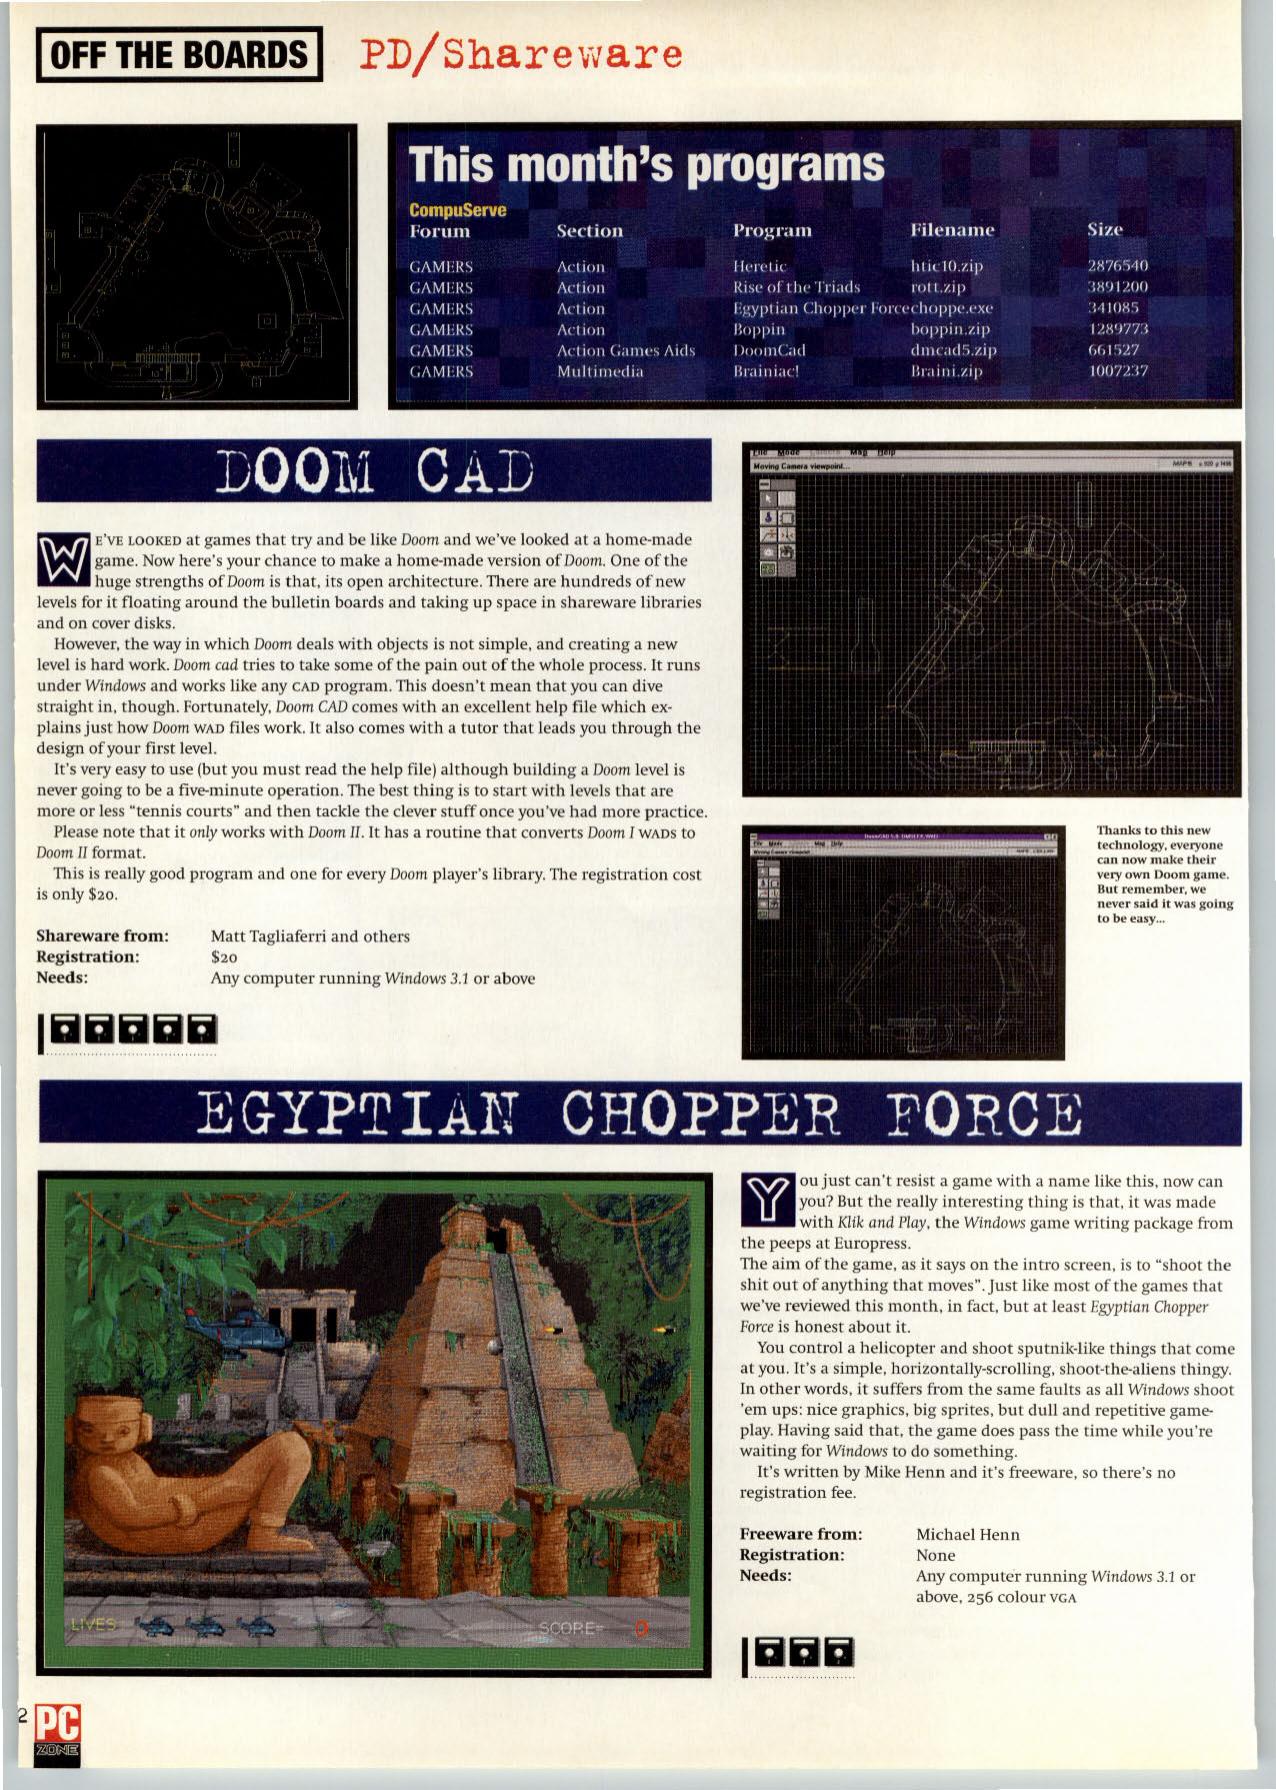 OFF THE BOARDS PD/Shareware
This month's programs
CompuServe
Forum Section Program Filename Size
GAMERS Action Heretic htic10.zip 2876540
GAMERS Action Rise of the Triads rott.zip 3891200
GAMERS Action Egyptian Chopper Forcechoppe.exe 341085
GAMERS Action Boppin boppin.zip 1289773
GAMERS Action Games Aids DoomCad dmcad5.zip 661527
GAMERS Multimedia Brainiac! Braini.zip 1007237
DOOM CAD
WE'VE LOOKED at games that try and be like Doom and we've looked at a home-made
game. Now here's your chance to make a home-made version of Doom. One of the
huge strengths of Doom is that, its open architecture. There are hundreds of new
levels for it floating around the bulletin boards and taking up space in shareware libraries
and on cover disks.
However, the way in which Doom deals with objects is not simple, and creating a new
level is hard work. Doom cad tries to take some of the pain out of the whole process. It runs
under Windows and works like any CAD program. This doesn't mean that you can dive
straight in, though. Fortunately, Doom CAD comes with an excellent help file which ex-
plains just how Doom WAD files work. It also comes with a tutor that leads you through the
design of your first level.
It's very easy to use (but you must read the help file) although building a Doom level is
never going to be a five-minute operation. The best thing is to start with levels that are
more or less "tennis courts" and then tackle the clever stuff once you've had more practice.
Please note that it only works with Doom II. It has a routine that converts Doom I WADs to
Doom II format.
This is really good program and one for every Doom player's library. The registration cost
is only $20.
Shareware from: Matt Tagliaferri and others
Registration: $20
Needs: Any computer running Windows 3.1 or above
File Mode Map Help
Moving Camera viewpoint...
File Mode Map Help
Moving Camera viewpoint
Thanks to this new
technology, everyone
can now make their
very own Doom game.
But remember, we
never said it was going
to be easy...
EGYPTIAN CHOPPER FORCE
LIVES SCORE= 0
You just can't resist a game with a name like this, now can
you? But the really interesting thing is that, it was made
with Klik and Play, the Windows game writing package from
the peeps at Europress.
The aim of the game, as it says on the intro screen, is to "shoot the
shit out of anything that moves". Just like most of the games that
we've reviewed this month, in fact, but at least Egyptian Chopper
Force is honest about it.
You control a helicopter and shoot sputnik-like things that come
at you. It's a simple, horizontally-scrolling, shoot-the-aliens thingy.
In other words, it suffers from the same faults as all Windows shoot
'em ups: nice graphics, big sprites, but dull and repetitive game-
play. Having said that, the game does pass the time while you're
waiting for Windows to do something.
It's written by Mike Henn and it's freeware, so there's no
registration fee.
Freeware from: Michael Henn
Registration: None
Needs: Any computer running Windows 3.1 or
above, 256 colour VGA
2 PC
ZONE